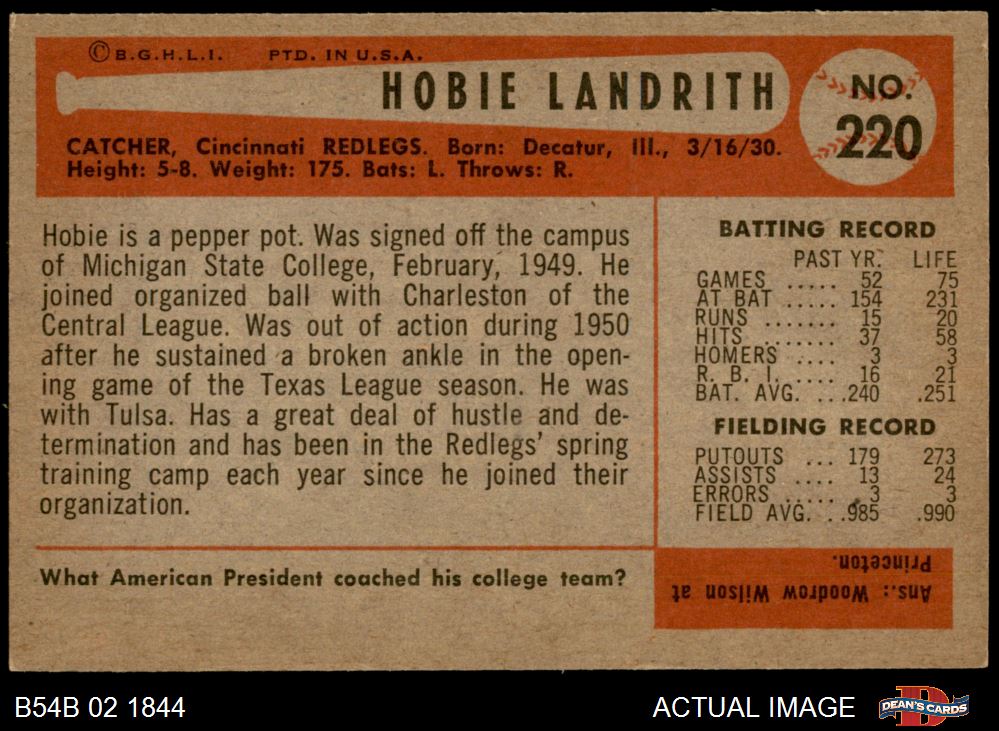 © B.G.H.L.I. PTD. IN U.S.A.
HOBIE LANDRITH
NO.
220
CATCHER, Cincinnati REDLEGS. Born: Decatur, Ill., 3/16/30.
Height: 5-8. Weight: 175. Bats: L. Throws: R.
Hobie is a pepper pot. Was signed off the campus
of Michigan State College, February, 1949. He
joined organized ball with Charleston of the
Central League. Was out of action during 1950
after he sustained a broken ankle in the open-
ing game of the Texas League season. He was
with Tulsa. Has a great deal of hustle and de-
termination and has been in the Redlegs' spring
training camp each year since he joined their
organization.
What American President coached his college team?
BATTING RECORD
PAST YR. LIFE
GAMES ..... 52 75
AT BAT ..... 154 231
RUNS ....... 15 20
HITS ....... 37 58
HOMERS .... 3 3
R. B. I. .... 16 21
BAT. AVG. ...240 .251
FIELDING RECORD
PUTOUTS ... 179 273
ASSISTS .... 13 24
ERRORS ..... 3 3
FIELD AVG. ..985 .990
Ans.: Woodrow Wilson at
Princeton.
B54B 02 1844
ACTUAL IMAGE
D
DEAN'S CARDS